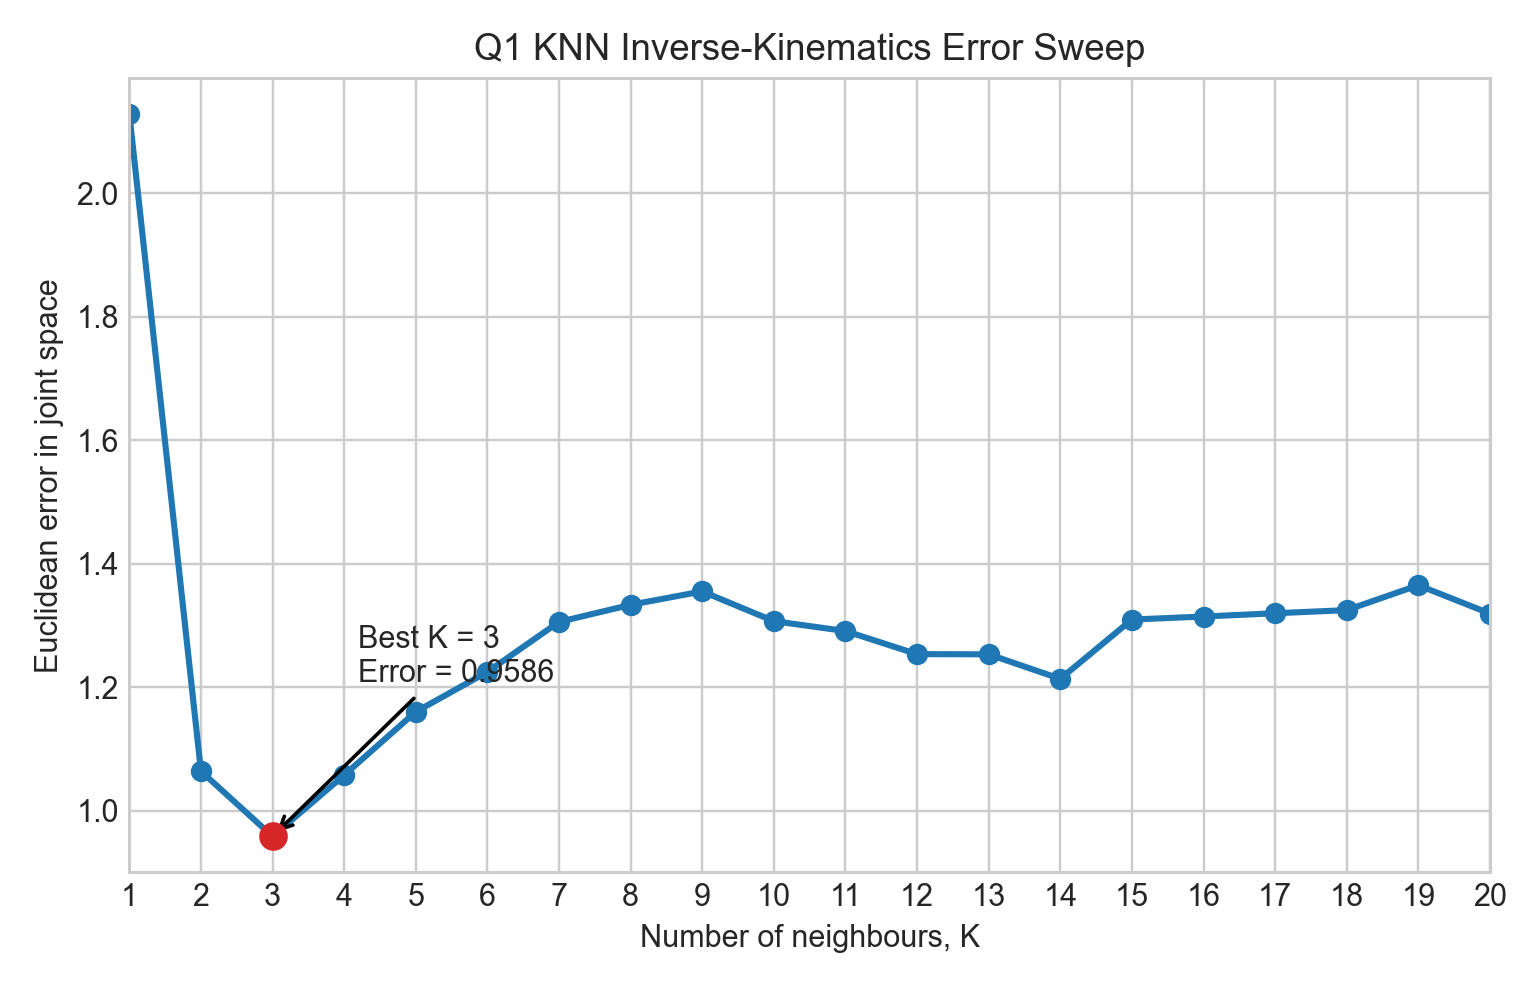 Q1 KNN Inverse-Kinematics Error Sweep
Euclidean error in joint space
2.0
1.8
1.6
1.4
1.2
1.0
Best K = 3
Error = 0.9586
1 2 3 4 5 6 7 8 9 10 11 12 13 14 15 16 17 18 19 20
Number of neighbours, K